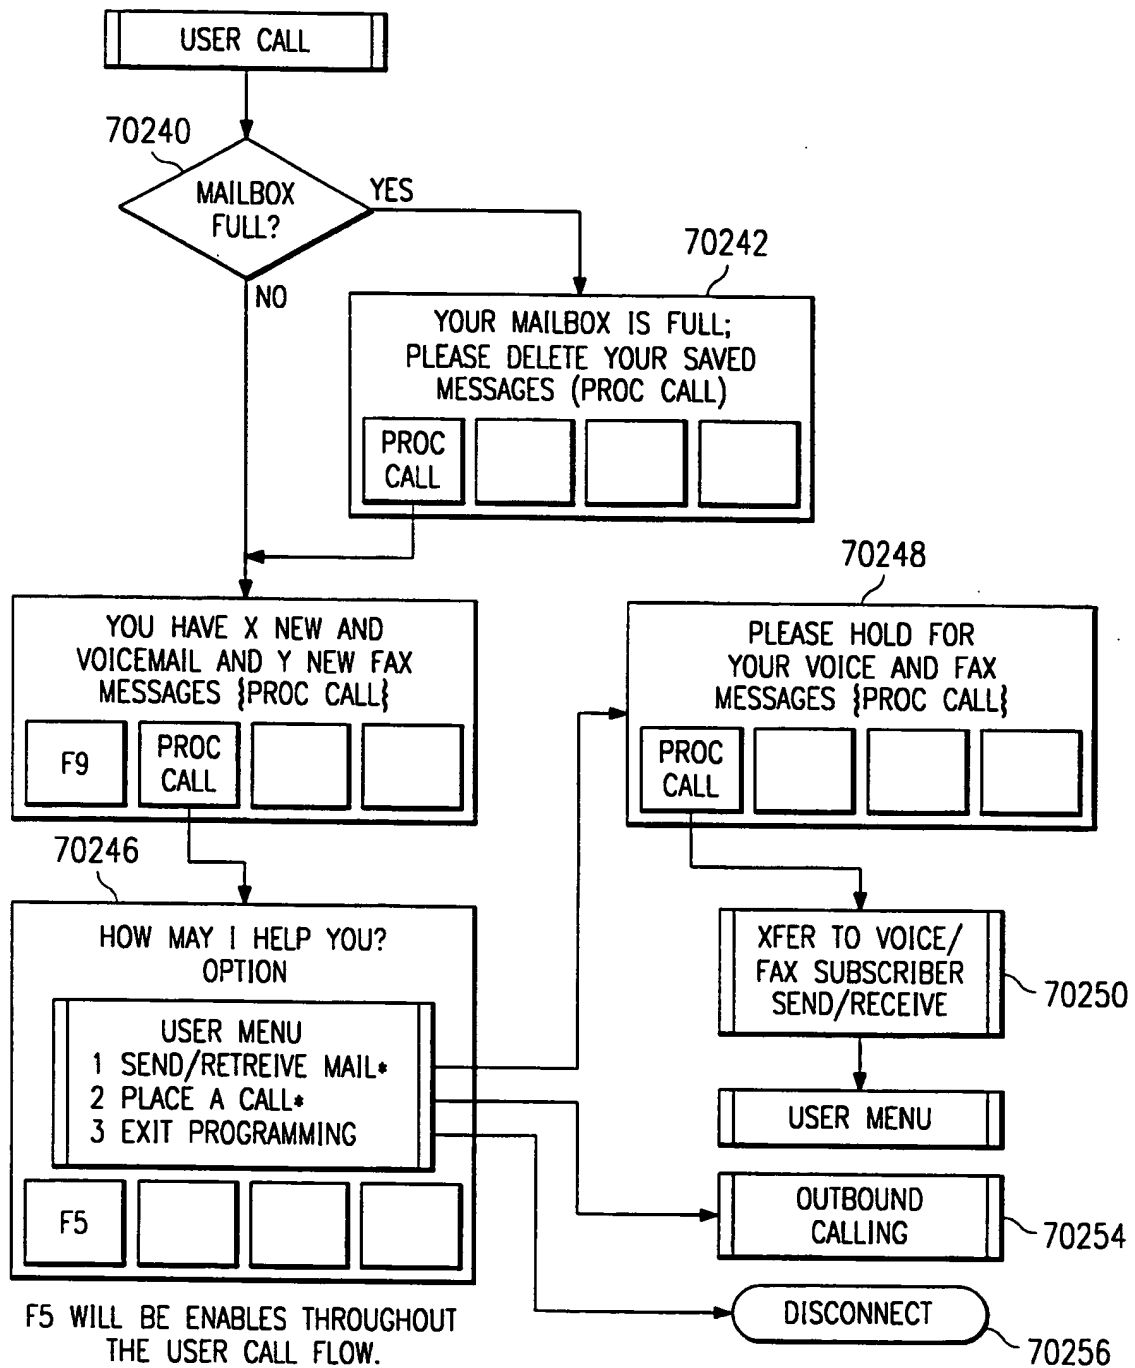 USER CALL
70240
MAILBOX
FULL?
YES
NO
70242
YOUR MAILBOX IS FULL;
PLEASE DELETE YOUR SAVED
MESSAGES (PROC CALL)
PROC
CALL
YOU HAVE X NEW AND
VOICEMAIL AND Y NEW FAX
MESSAGES {PROC CALL}
F9
PROC
CALL
70248
PLEASE HOLD FOR
YOUR VOICE AND FAX
MESSAGES {PROC CALL}
PROC
CALL
70246
HOW MAY I HELP YOU?
OPTION
USER MENU
1 SEND/RETREIVE MAIL*
2 PLACE A CALL*
3 EXIT PROGRAMMING
F5
XFER TO VOICE/
FAX SUBSCRIBER
SEND/RECEIVE
70250
USER MENU
OUTBOUND
CALLING
70254
DISCONNECT
70256
F5 WILL BE ENABLES THROUGHOUT
THE USER CALL FLOW.